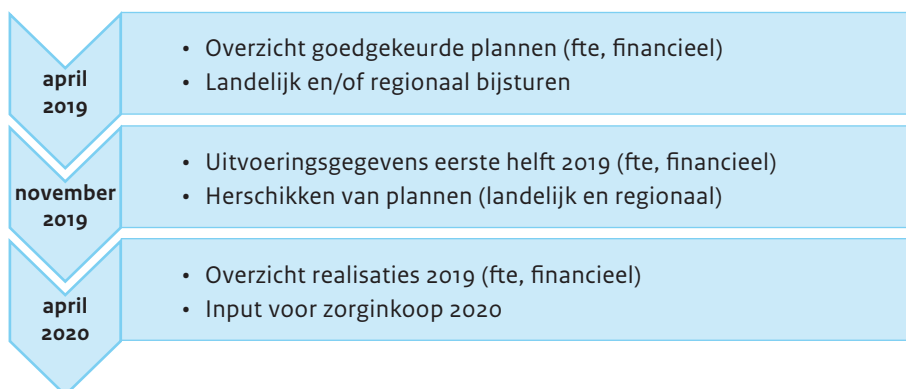 april
2019
• Overzicht goedgekeurde plannen (fte, financieel)
• Landelijk en/of regionaal bijsturen
november
2019
• Uitvoeringsgegevens eerste helft 2019 (fte, financieel)
• Herschikken van plannen (landelijk en regionaal)
april
2020
• Overzicht realisaties 2019 (fte, financieel)
• Input voor zorginkoop 2020